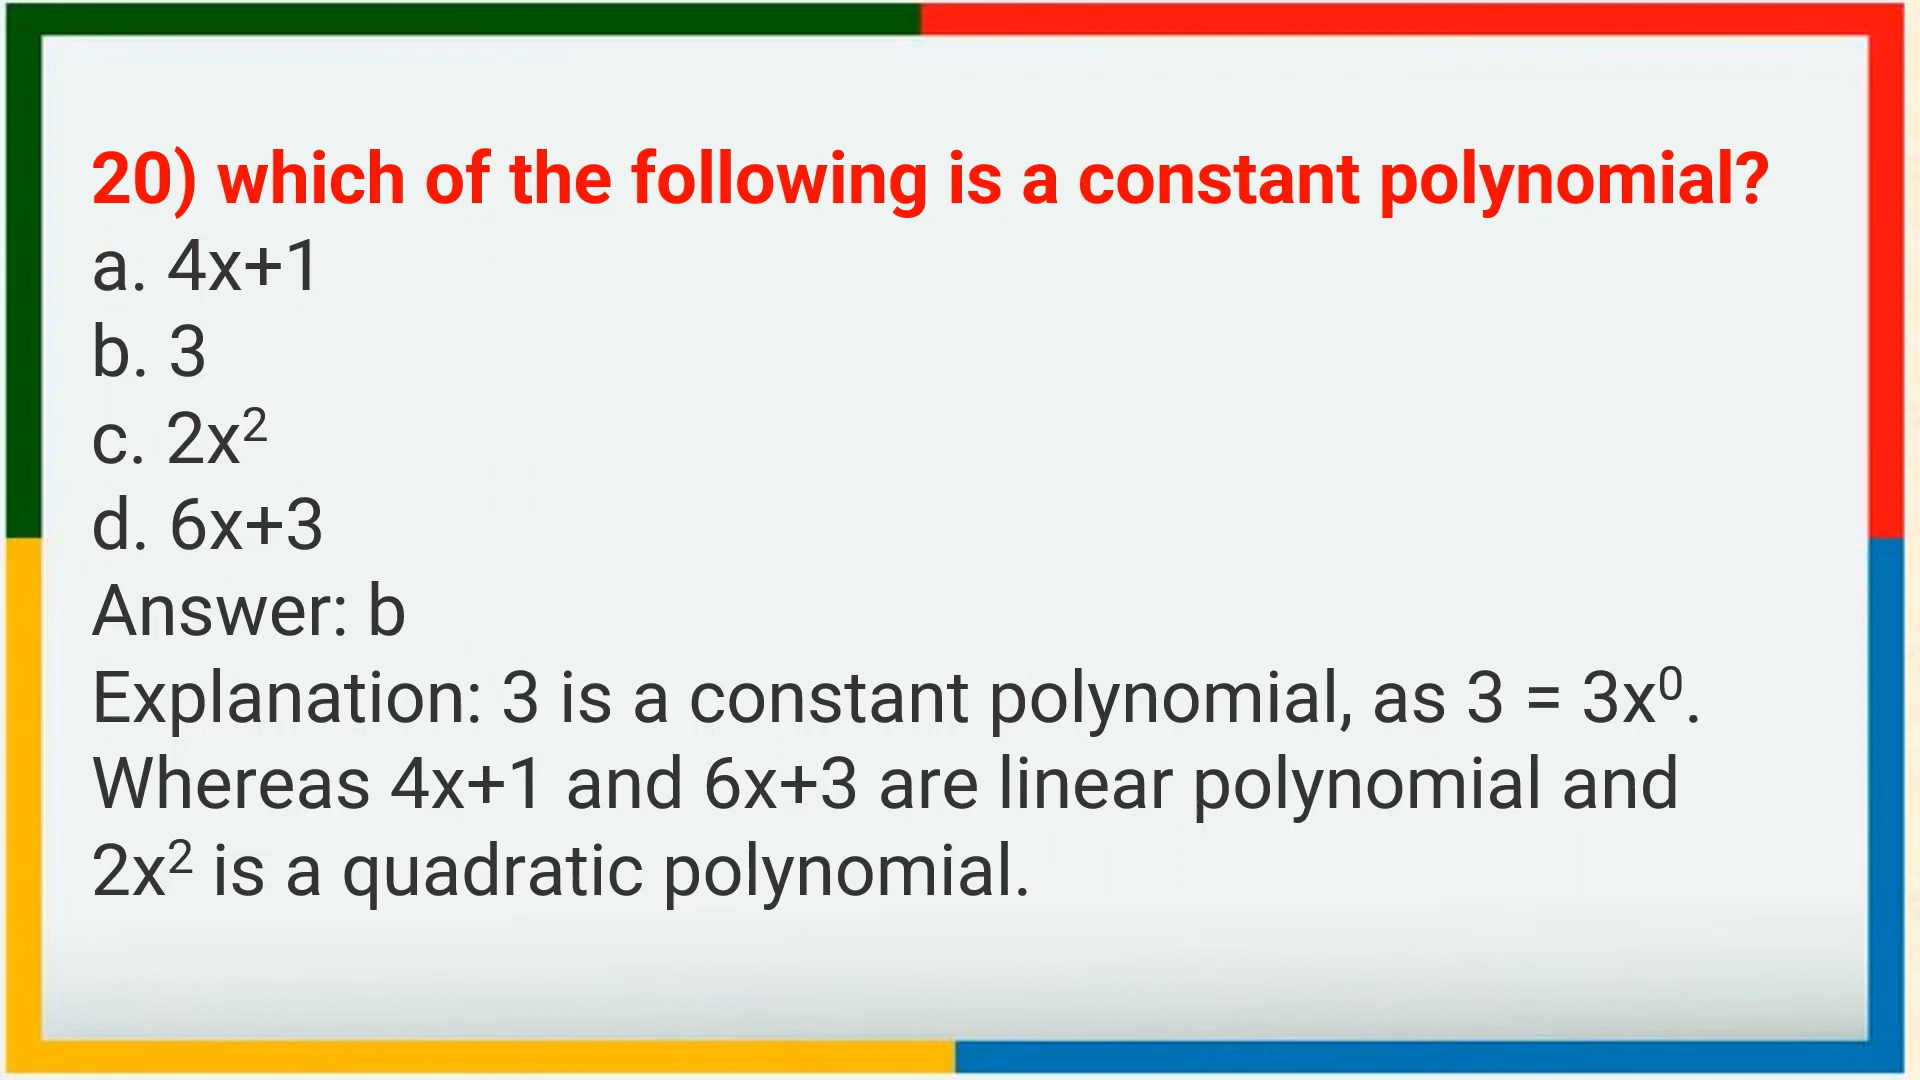 20) which of the following is a constant polynomial?
a. 4x+1
b. 3
c. 2x²
d. 6x+3
Answer: b
Explanation: 3 is a constant polynomial, as 3 = 3x⁰.
Whereas 4x+1 and 6x+3 are linear polynomial and
2x² is a quadratic polynomial.